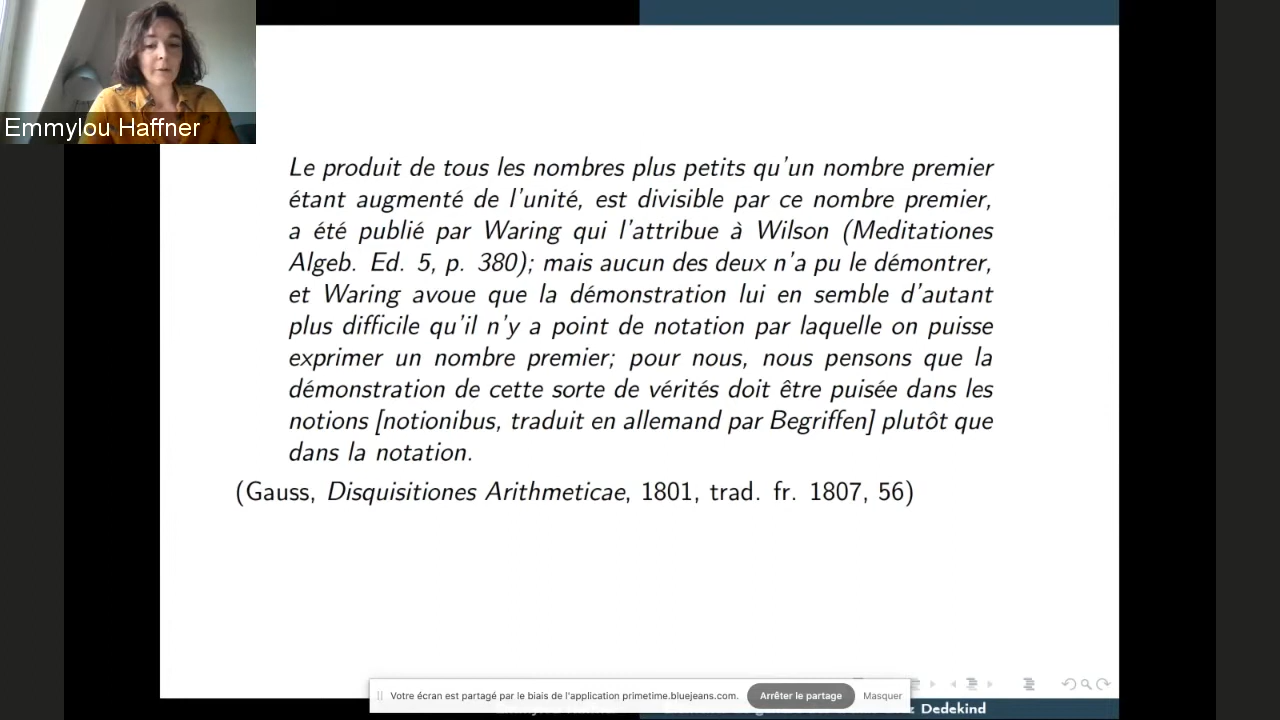 Emmylou Haffner
Le produit de tous les nombres plus petits qu'un nombre premier
étant augmenté de l'unité, est divisible par ce nombre premier,
a été publié par Waring qui l'attribue à Wilson (Meditationes
Algeb. Ed. 5, p. 380); mais aucun des deux n'a pu le démontrer,
et Waring avoue que la démonstration lui en semble d'autant
plus difficile qu'il n'y a point de notation par laquelle on puisse
exprimer un nombre premier; pour nous, nous pensons que la
démonstration de cette sorte de vérités doit être puisée dans les
notions [notionibus, traduit en allemand par Begriffen] plutôt que
dans la notation.
(Gauss, Disquisitiones Arithmeticae, 1801, trad. fr. 1807, 56)
Votre écran est partagé par le biais de l'application primetime.bluejeans.com. Arrêter le partage Masquer
Dedekind